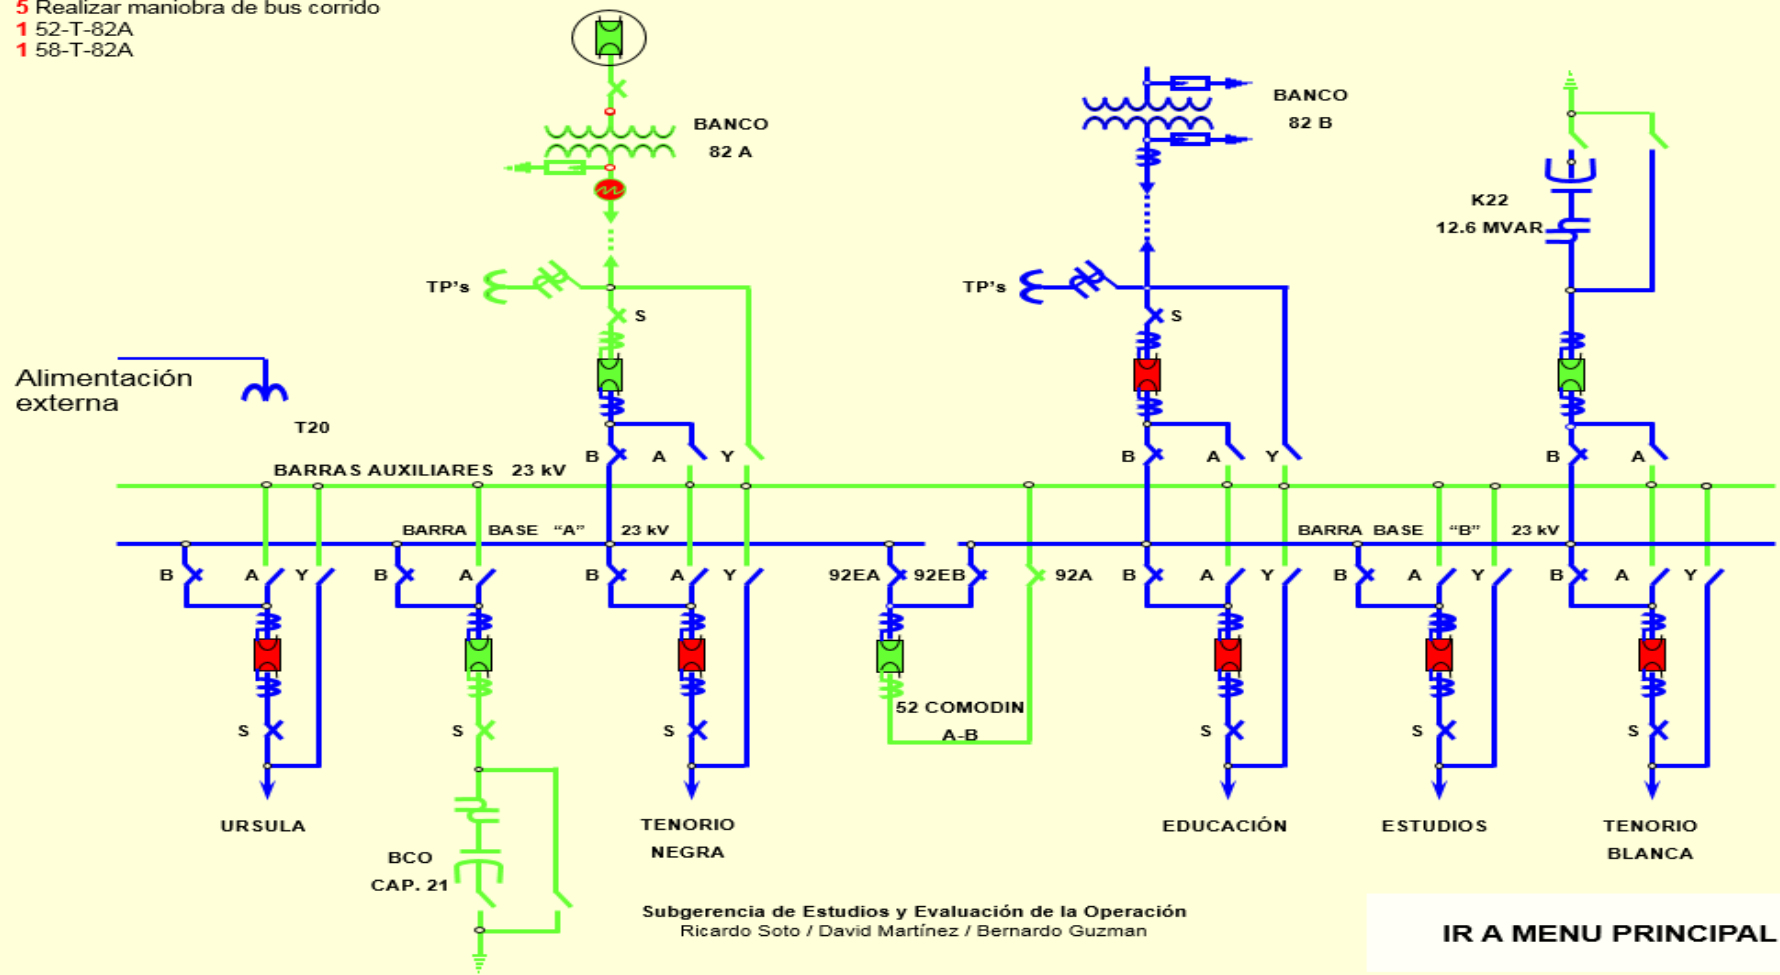 5 Realizar maniobra de bus corrido
1 52-T-82A
1 58-T-82A
BANCO
82 A
BANCO
82 B
K22
12.6 MVAR
TP's
TP's
S
S
Alimentación
externa
T20
B A Y
B A Y
B A
BARRAS AUXILIARES 23 kV
BARRA BASE “A” 23 kV
BARRA BASE “B” 23 kV
B A Y B A B A Y 92EA 92EB 92A B A Y B A Y B A Y
52 COMODIN
A-B
S S S S S S
URSULA
TENORIO
NEGRA
EDUCACIÓN
ESTUDIOS
TENORIO
BLANCA
BCO
CAP. 21
Subgerencia de Estudios y Evaluación de la Operación
Ricardo Soto / David Martínez / Bernardo Guzman
IR A MENU PRINCIPAL